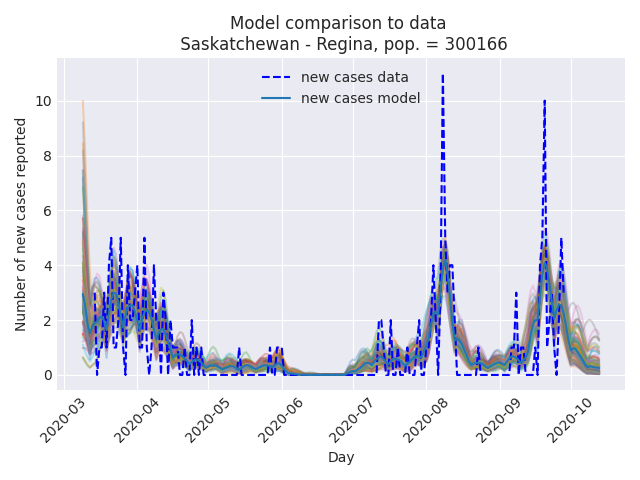 Model comparison to data
Saskatchewan - Regina, pop. = 300166
new cases data
new cases model
Number of new cases reported
10
8
6
4
2
0
2020-03
2020-04
2020-05
2020-06
2020-07
2020-08
2020-09
2020-10
Day